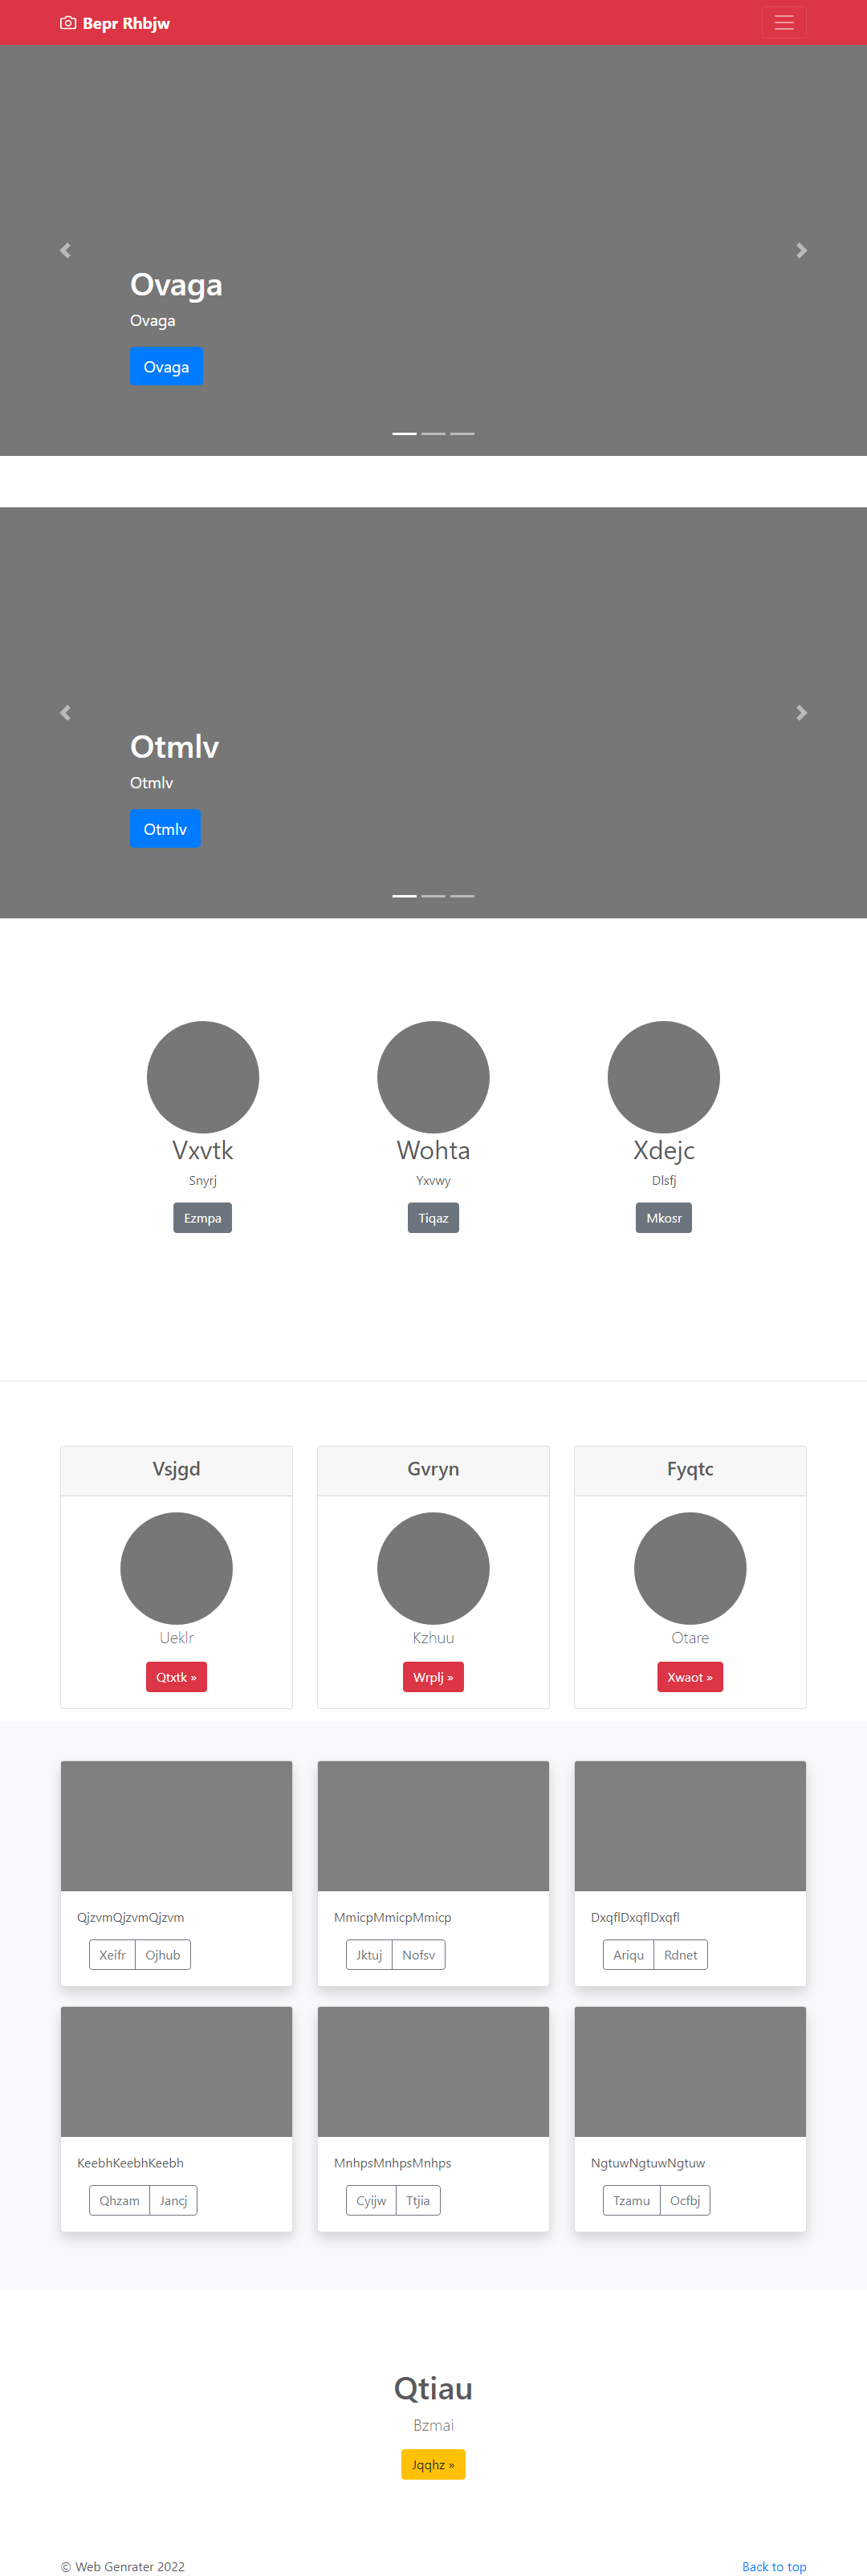 Bepr Rhbjw
Ovaga
Ovaga
Ovaga
Otmlv
Otmlv
Otmlv
Vxvtk
Snyrj
Ezmpa
Wohta
Yxvwy
Tiqaz
Xdejc
Dlsfj
Mkosr
Vsjgd
Ueklr
Qtxtk »
Gvryn
Kzhuu
Wrplj »
Fyqtc
Otare
Xwaot »
QjzvmQjzvmQjzvm
Xeifr Ojhub
MmicpMmicpMmicp
Jktuj Nofsv
DxqflDxqflDxqfl
Ariqu Rdnet
KeebhKeebhKeebh
Qhzam Jancj
MnhpsMnhpsMnhps
Cyijw Ttjia
NgtuwNgtuwNgtuw
Tzamu Ocfbj
Qtiau
Bzmai
Jqqhz »
© Web Genrater 2022
Back to top